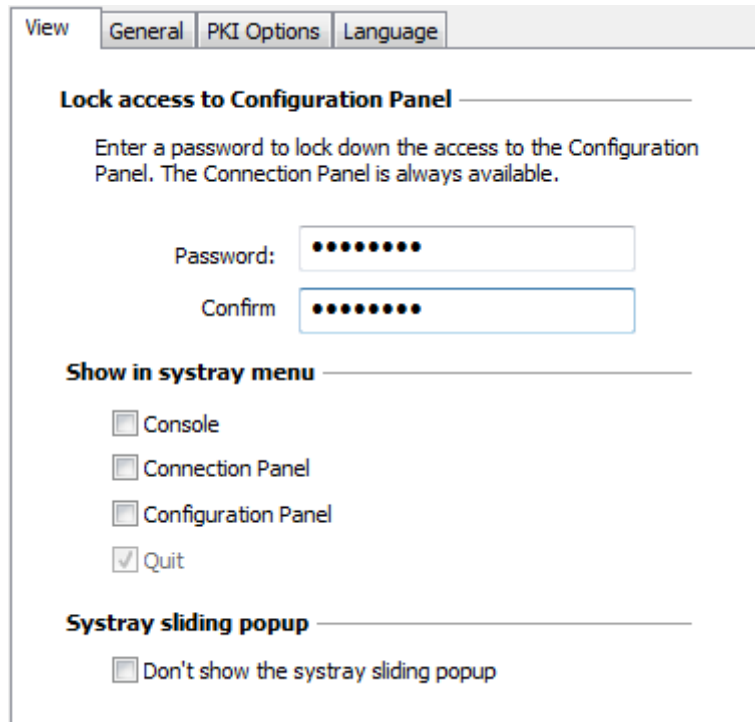 View General PKI Options Language
Lock access to Configuration Panel
Enter a password to lock down the access to the Configuration
Panel. The Connection Panel is always available.
Password: ••••••••
Confirm ••••••••
Show in systray menu
Console
Connection Panel
Configuration Panel
Quit
Systray sliding popup
Don't show the systray sliding popup